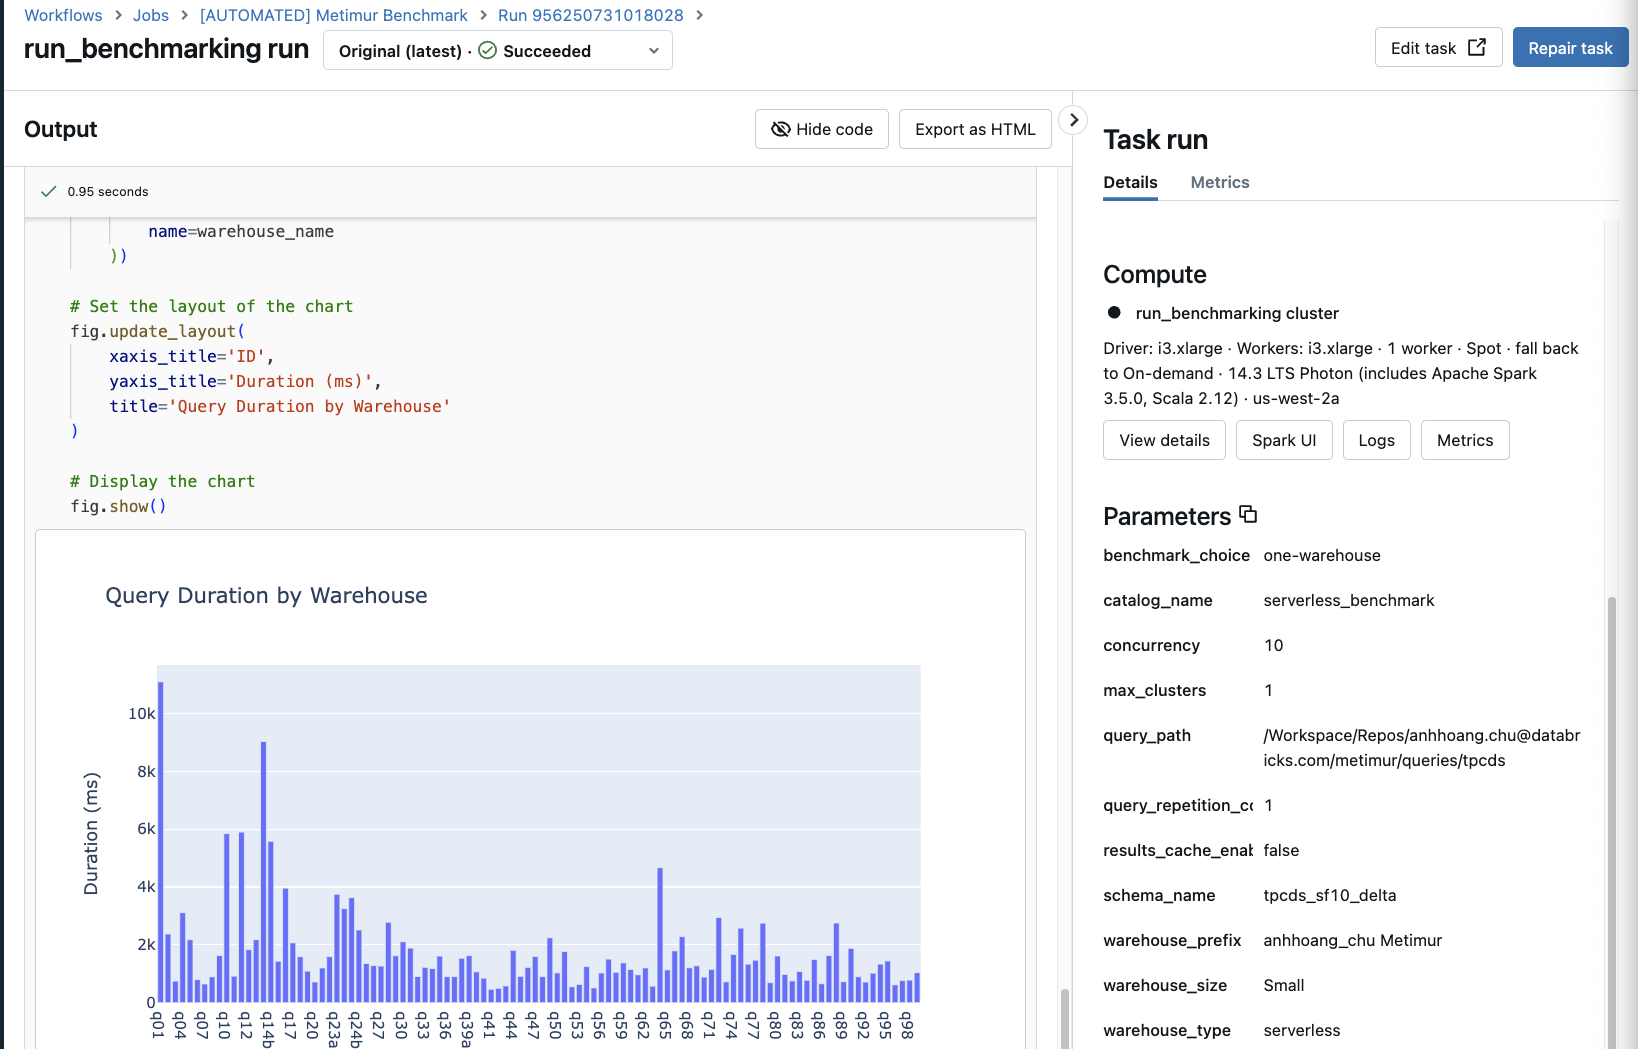 Workflows > Jobs > [AUTOMATED] Metimur Benchmark > Run 956250731018028 >
run_benchmarking run
Original (latest) · Succeeded
Edit task
Repair task
Output
Hide code
Export as HTML
0.95 seconds
name=warehouse_name
))
# Set the layout of the chart
fig.update_layout(
xaxis_title='ID',
yaxis_title='Duration (ms)',
title='Query Duration by Warehouse'
)
# Display the chart
fig.show()
Query Duration by Warehouse
Duration (ms)
10k
8k
6k
4k
2k
0
q01
q04
q07
q10
q12
q14b
q17
q20
q23a
q24b
q27
q30
q33
q36
q39a
q41
q44
q47
q50
q53
q56
q59
q62
q65
q68
q71
q74
q77
q80
q83
q86
q89
q92
q95
q98
Task run
Details
Metrics
Compute
run_benchmarking cluster
Driver: i3.xlarge · Workers: i3.xlarge · 1 worker · Spot · fall back
to On-demand · 14.3 LTS Photon (includes Apache Spark
3.5.0, Scala 2.12) · us-west-2a
View details
Spark UI
Logs
Metrics
Parameters
benchmark_choice one-warehouse
catalog_name serverless_benchmark
concurrency 10
max_clusters 1
query_path /Workspace/Repos/anhhoang.chu@databr
icks.com/metimur/queries/tpcds
query_repetition_co 1
results_cache_enab false
schema_name tpcds_sf10_delta
warehouse_prefix anhhoang_chu Metimur
warehouse_size Small
warehouse_type serverless